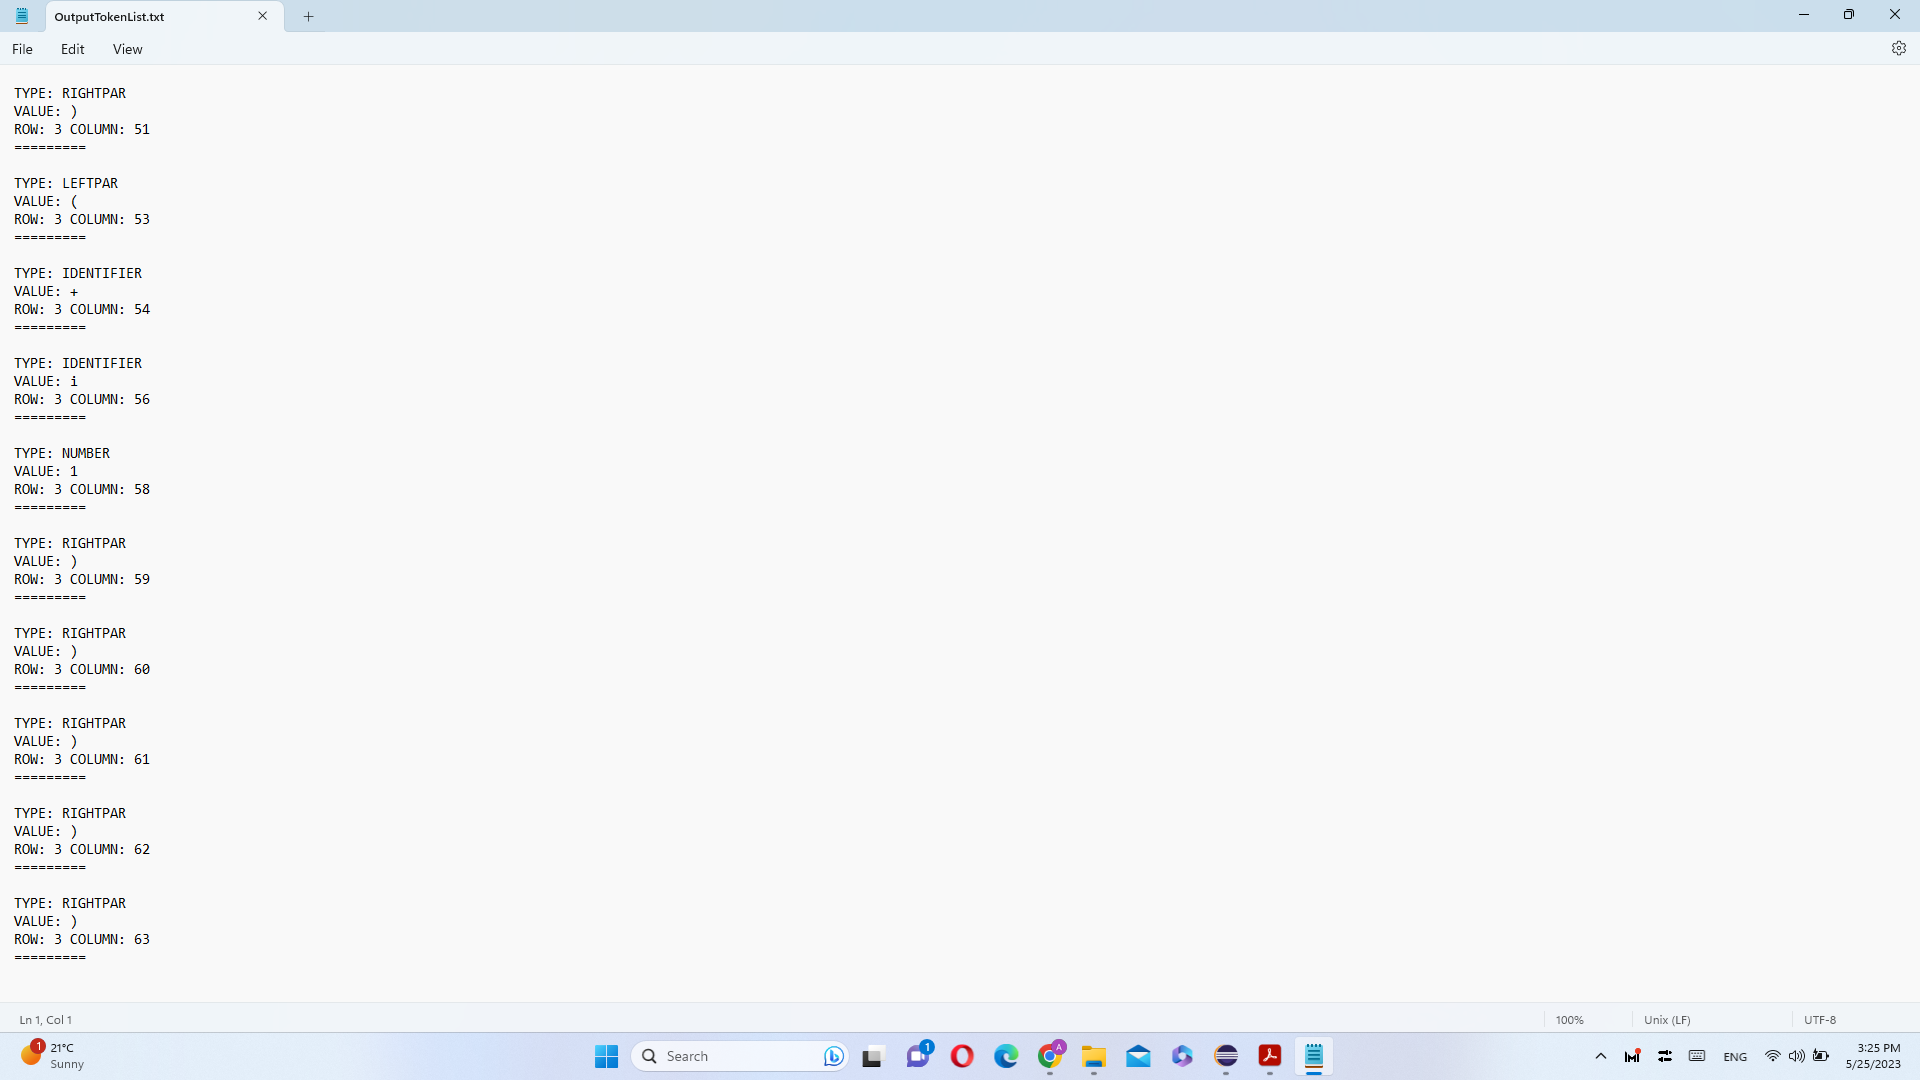 OutputTokenList.txt
File Edit View
TYPE: RIGHTPAR
VALUE: )
ROW: 3 COLUMN: 51
=========
TYPE: LEFTPAR
VALUE: (
ROW: 3 COLUMN: 53
=========
TYPE: IDENTIFIER
VALUE: +
ROW: 3 COLUMN: 54
=========
TYPE: IDENTIFIER
VALUE: i
ROW: 3 COLUMN: 56
=========
TYPE: NUMBER
VALUE: 1
ROW: 3 COLUMN: 58
=========
TYPE: RIGHTPAR
VALUE: )
ROW: 3 COLUMN: 59
=========
TYPE: RIGHTPAR
VALUE: )
ROW: 3 COLUMN: 60
=========
TYPE: RIGHTPAR
VALUE: )
ROW: 3 COLUMN: 61
=========
TYPE: RIGHTPAR
VALUE: )
ROW: 3 COLUMN: 62
=========
TYPE: RIGHTPAR
VALUE: )
ROW: 3 COLUMN: 63
=========
Ln 1, Col 1 100% Unix (LF) UTF-8
1 21°C
Sunny
Search
1
A
ENG
3:25 PM
5/25/2023